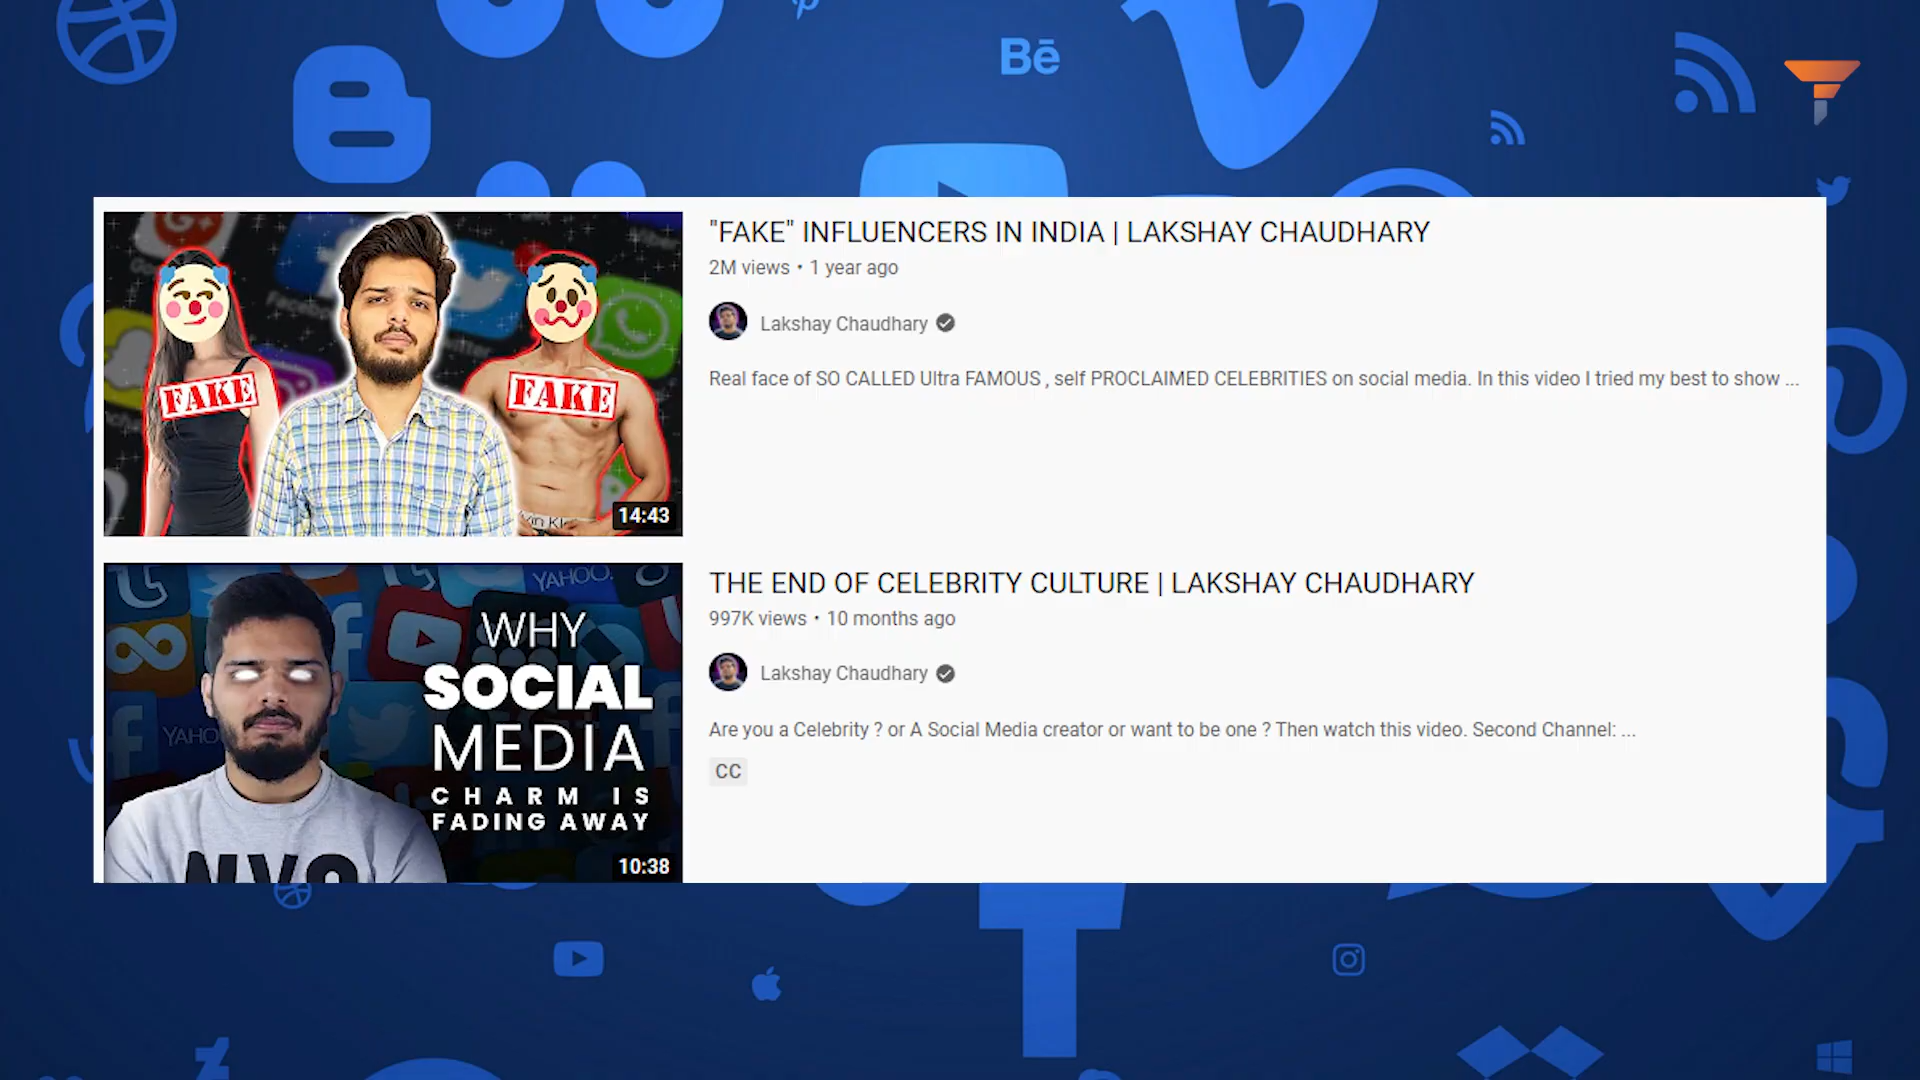 Bē
"FAKE" INFLUENCERS IN INDIA | LAKSHAY CHAUDHARY
2M views • 1 year ago
Lakshay Chaudhary
Real face of SO CALLED Ultra FAMOUS , self PROCLAIMED CELEBRITIES on social media. In this video I tried my best to show ...
FAKE
FAKE
14:43
THE END OF CELEBRITY CULTURE | LAKSHAY CHAUDHARY
997K views • 10 months ago
Lakshay Chaudhary
Are you a Celebrity ? or A Social Media creator or want to be one ? Then watch this video. Second Channel: ...
CC
YAHOO!
WHY
SOCIAL
MEDIA
CHARM IS
FADING AWAY
10:38